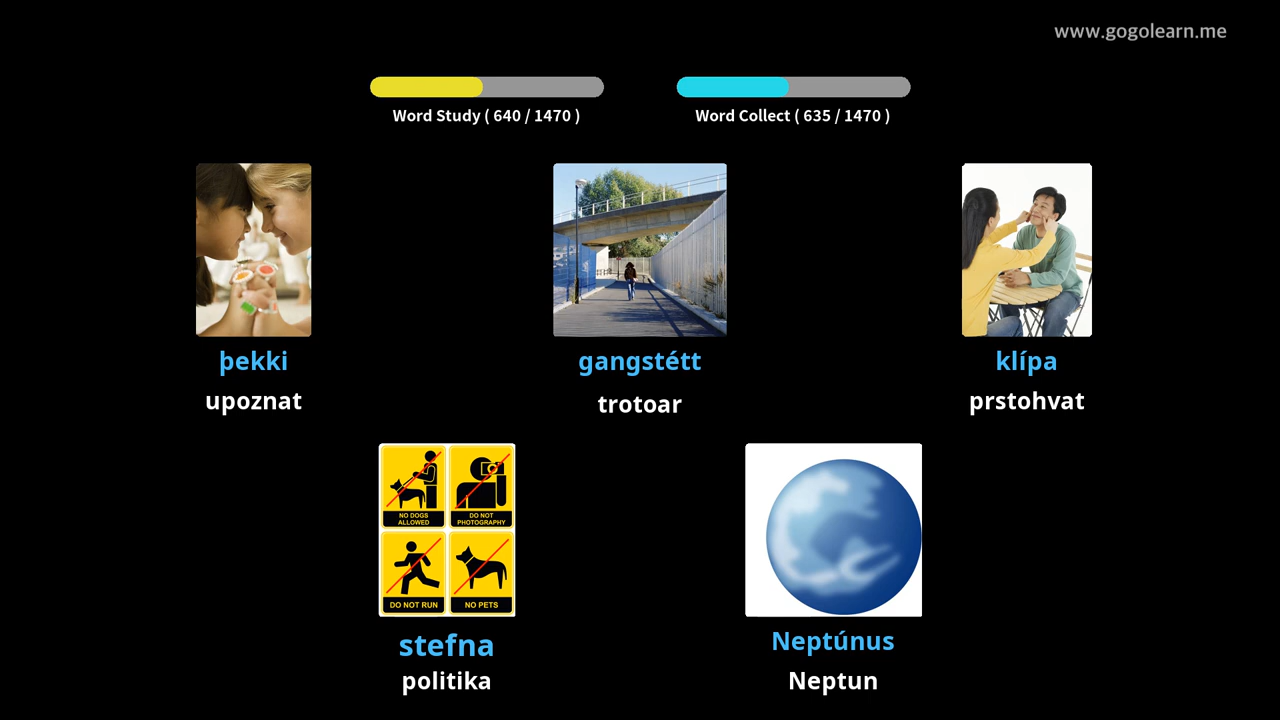 www.gogolearn.me
Word Study ( 640 / 1470 )
Word Collect ( 635 / 1470 )
þekki
upoznat
gangstétt
trotoar
klípa
prstohvat
NO DOGS
ALLOWED
DO NOT
PHOTOGRAPHY
DO NOT RUN
NO PETS
stefna
politika
Neptúnus
Neptun